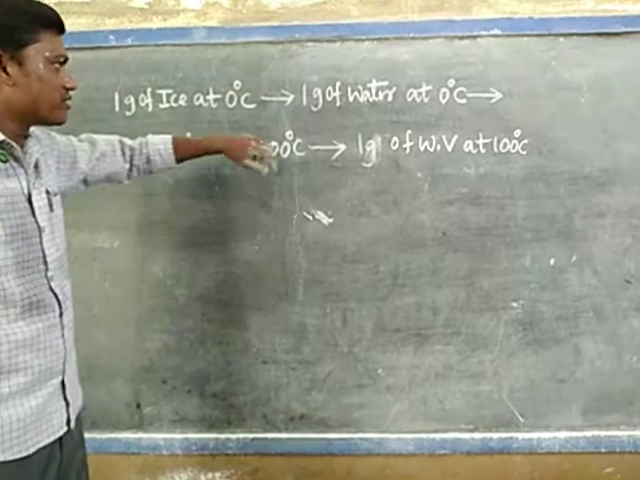 1g of Ice at 0°C → 1g of water at 0°C →
00°C → 1g of W.V at 100°C